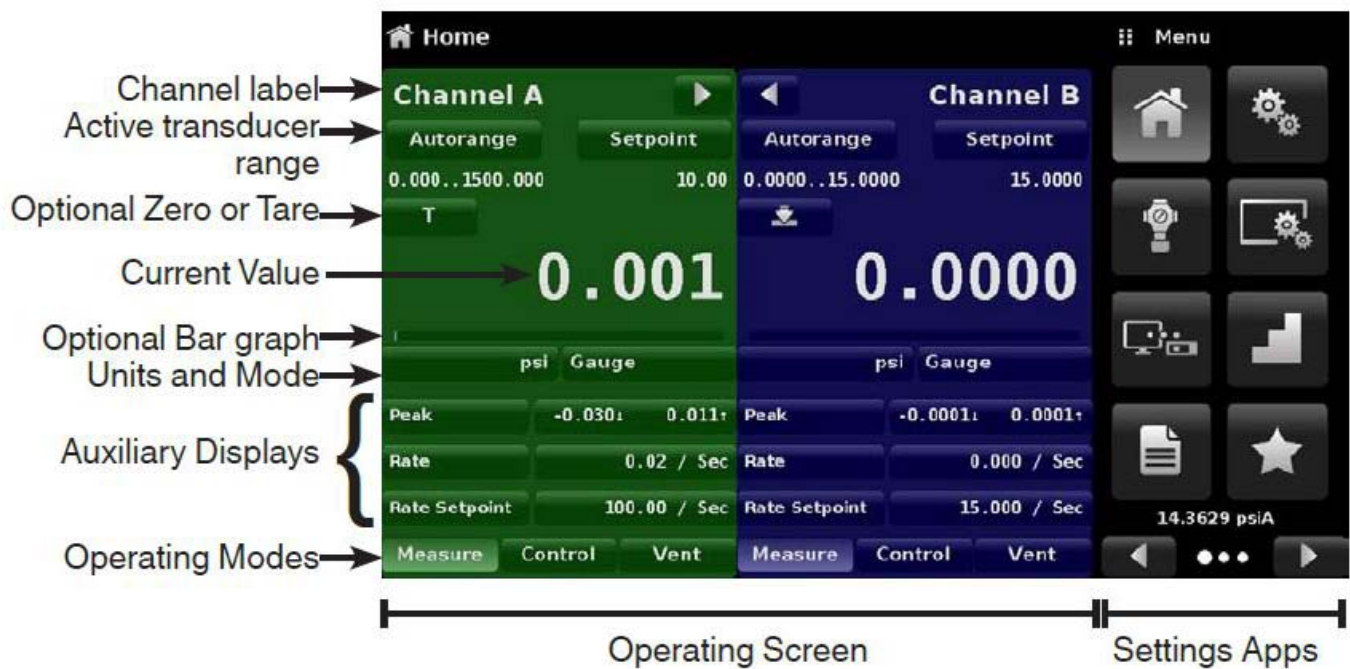 Home
Menu
Channel label
Channel A
Channel B
Active transducer
range
Autorange
Setpoint
Autorange
Setpoint
0.000..1500.000
10.00
0.0000..15.0000
15.0000
Optional Zero or Tare
T
Current Value
0.001
0.0000
Optional Bar graph
Units and Mode
psi
Gauge
psi
Gauge
Auxiliary Displays
Peak
-0.030↓
0.011↑
Peak
-0.0001↓
0.0001↑
Rate
0.02 / Sec
Rate
0.000 / Sec
Rate Setpoint
100.00 / Sec
Rate Setpoint
15.000 / Sec
14.3629 psiA
Operating Modes
Measure
Control
Vent
Measure
Control
Vent
Operating Screen
Settings Apps